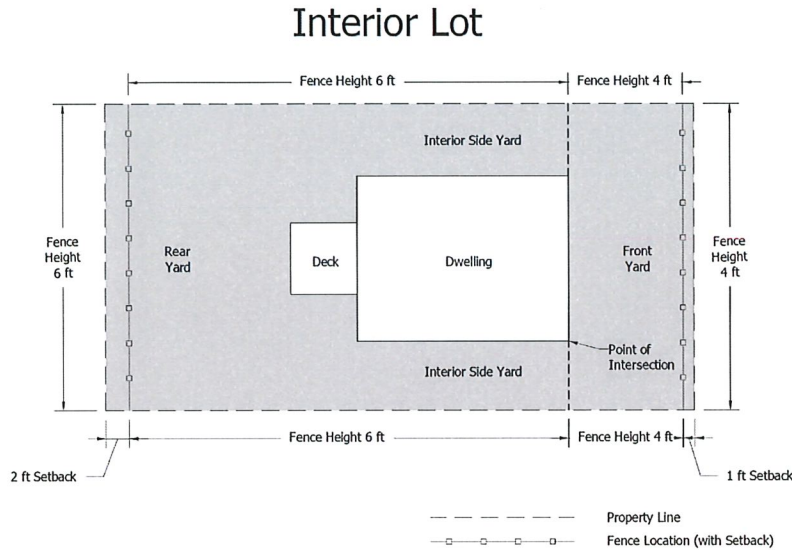 Interior Lot
Fence Height 6 ft
Fence Height 4 ft
Interior Side Yard
Fence
Height
6 ft
Rear
Yard
Deck
Dwelling
Front
Yard
Fence
Height
4 ft
Point of
Intersection
Interior Side Yard
Fence Height 6 ft
Fence Height 4 ft
2 ft Setback
1 ft Setback
Property Line
Fence Location (with Setback)